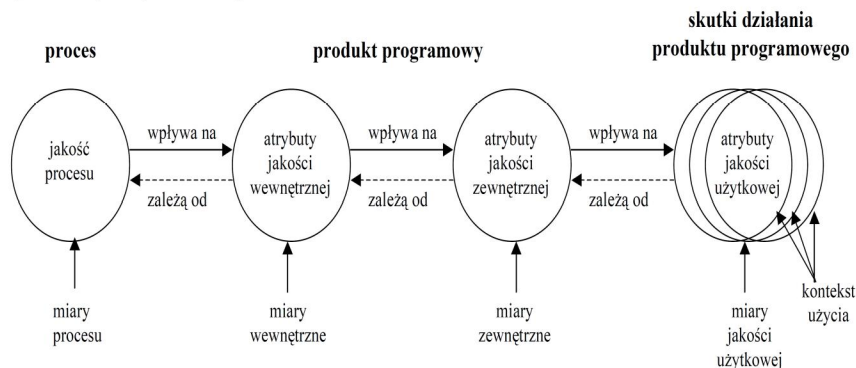 skutki działania
proces
produkt programowy
produktu programowego
jakość
procesu
wpływa na
zależą od
atrybuty
jakości
wewnętrznej
wpływa na
zależą od
atrybuty
jakości
zewnętrznej
wpływa na
zależą od
atrybuty
jakości
użytkowej
miary
procesu
miary
wewnętrzne
miary
zewnętrzne
miary
jakości
użytkowej
kontekst
użycia